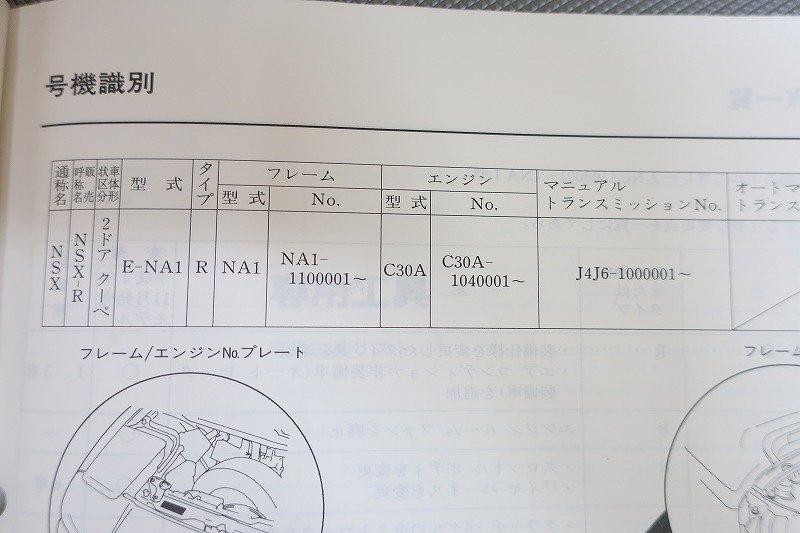 号機識別
通称名
販売呼称名
車体形状区分
型 式
タイプ
フレーム
型 式
No.
エンジン
型 式
No.
マニュアル
トランスミッションNo.
オートマ
トランス
NSX
NSX-R
2ドア クーペ
E-NA1
R
NA1
NA1-
1100001～
C30A
C30A-
1040001～
J4J6-1000001～
フレーム/エンジンNo.プレート
フレーム